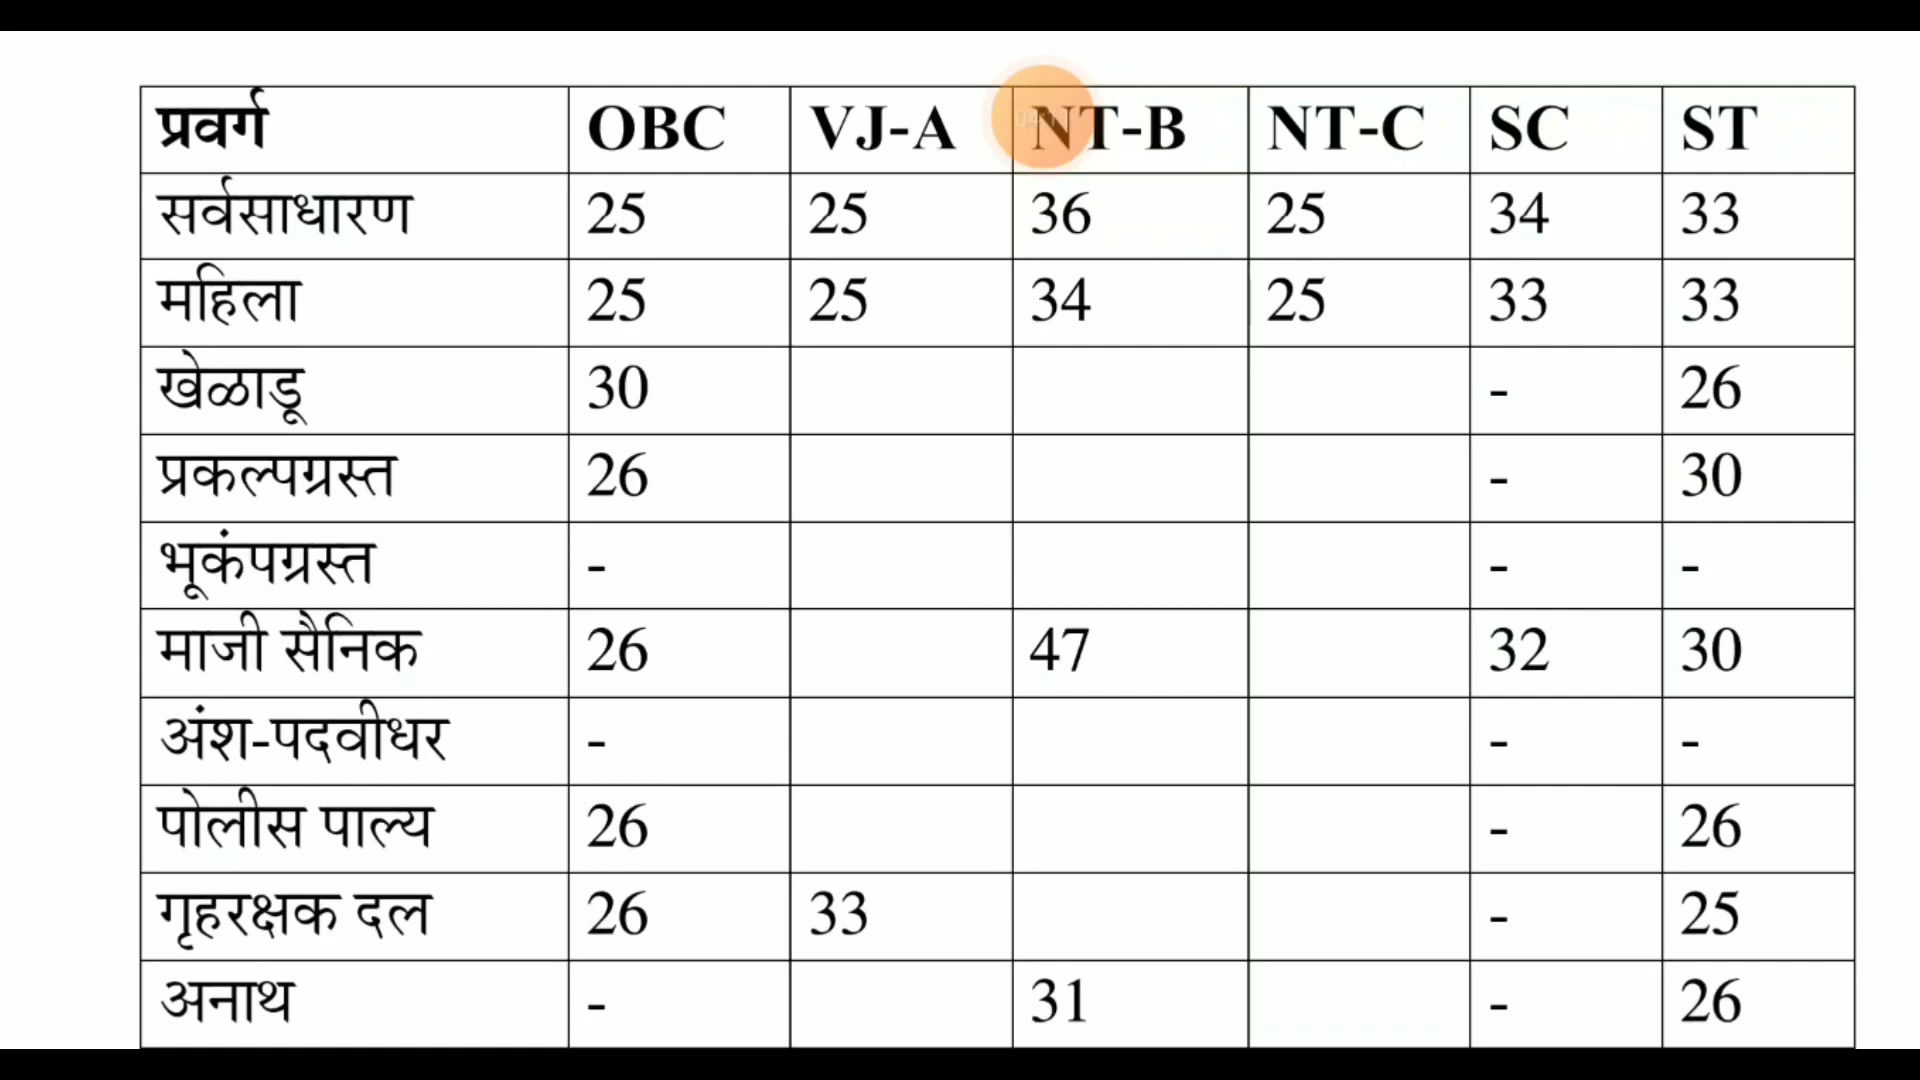 प्रवर्ग OBC VJ-A NT-B NT-C SC ST
सर्वसाधारण 25 25 36 25 34 33
महिला 25 25 34 25 33 33
खेळाडू 30 - 26
प्रकल्पग्रस्त 26 - 30
भूकंपग्रस्त - - -
माजी सैनिक 26 47 32 30
अंश-पदवीधर - - -
पोलीस पाल्य 26 - 26
गृहरक्षक दल 26 33 - 25
अनाथ - 31 - 26